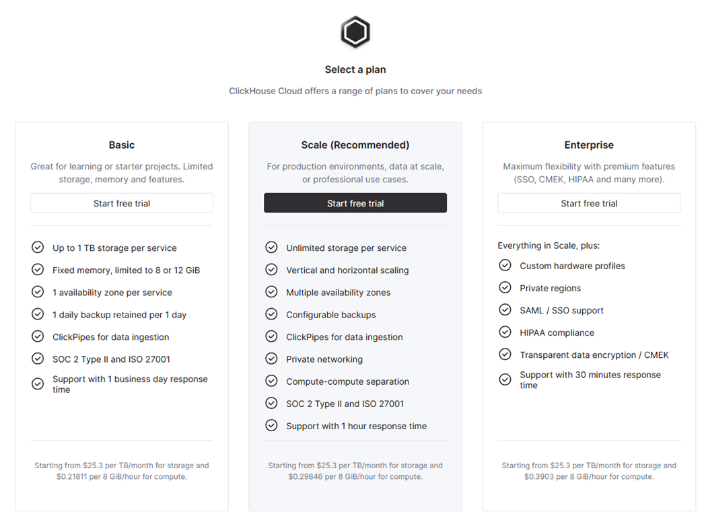 Select a plan
ClickHouse Cloud offers a range of plans to cover your needs
Basic
Great for learning or starter projects. Limited
storage, memory and features.
Start free trial
Up to 1 TB storage per service
Fixed memory, limited to 8 or 12 GiB
1 availability zone per service
1 daily backup retained per 1 day
ClickPipes for data ingestion
SOC 2 Type II and ISO 27001
Support with 1 business day response
time
Starting from $25.3 per TB/month for storage and
$0.21811 per 8 GiB/hour for compute.
Scale (Recommended)
For production environments, data at scale,
or professional use cases.
Start free trial
Unlimited storage per service
Vertical and horizontal scaling
Multiple availability zones
Configurable backups
ClickPipes for data ingestion
Private networking
Compute-compute separation
SOC 2 Type II and ISO 27001
Support with 1 hour response time
Starting from $25.3 per TB/month for storage and
$0.29846 per 8 GiB/hour for compute.
Enterprise
Maximum flexibility with premium features
(SSO, CMEK, HIPAA and many more).
Start free trial
Everything in Scale, plus:
Custom hardware profiles
Private regions
SAML / SSO support
HIPAA compliance
Transparent data encryption / CMEK
Support with 30 minutes response
time
Starting from $25.3 per TB/month for storage and
$0.3903 per 8 GiB/hour for compute.